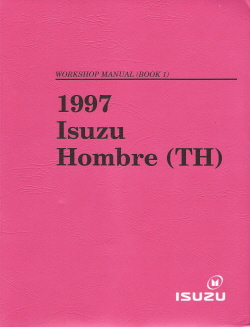 WORKSHOP MANUAL (BOOK 1)
1997
Isuzu
Hombre (TH)
ISUZU